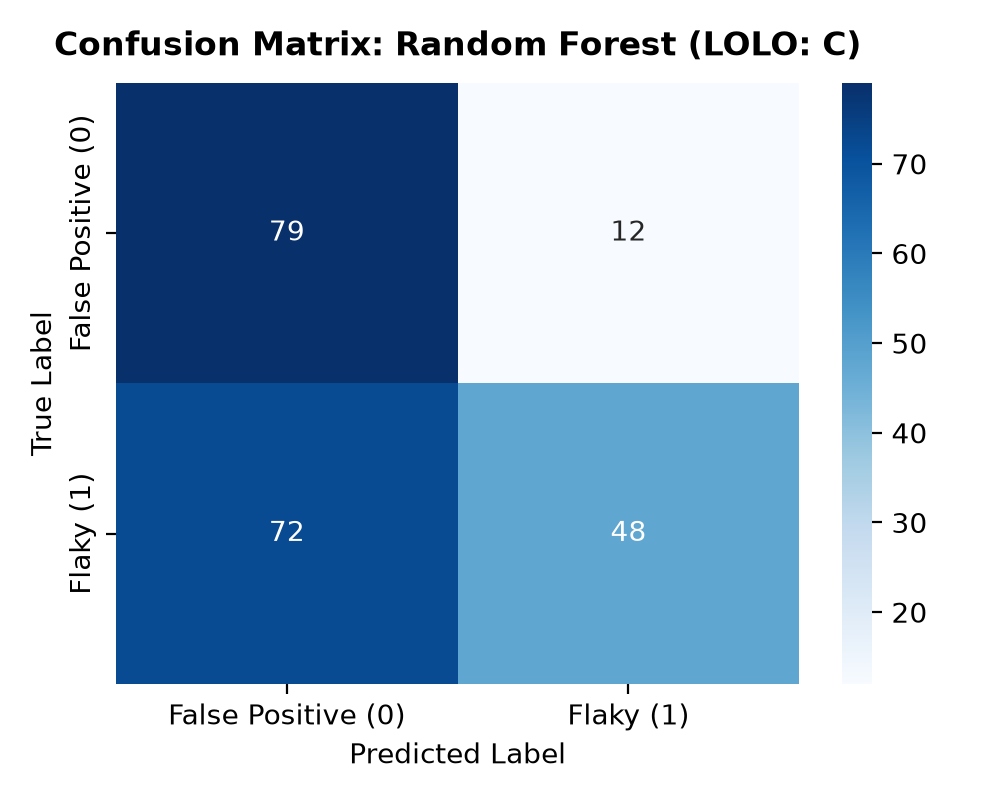 Confusion Matrix: Random Forest (LOLO: C)
True Label
False Positive (0)
79
12
Flaky (1)
72
48
False Positive (0)
Flaky (1)
Predicted Label
70
60
50
40
30
20